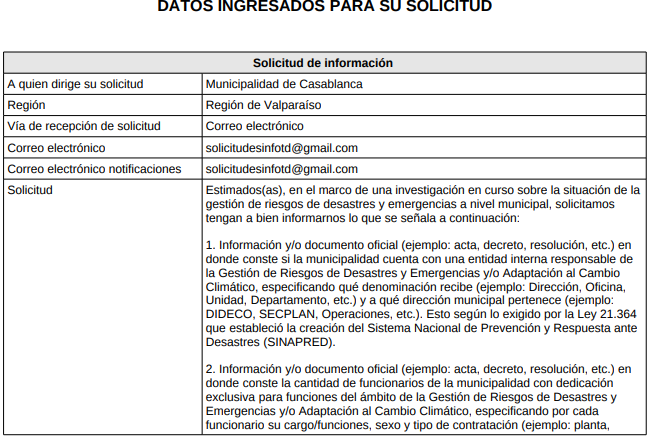 DATOS INGRESADOS PARA SU SOLICITUD
Solicitud de información
A quien dirige su solicitud Municipalidad de Casablanca
Región Región de Valparaíso
Vía de recepción de solicitud Correo electrónico
Correo electrónico solicitudesinfotd@gmail.com
Correo electrónico notificaciones solicitudesinfotd@gmail.com
Solicitud Estimados(as), en el marco de una investigación en curso sobre la situación de la
gestión de riesgos de desastres y emergencias a nivel municipal, solicitamos
tengan a bien informarnos lo que se señala a continuación:
1. Información y/o documento oficial (ejemplo: acta, decreto, resolución, etc.) en
donde conste si la municipalidad cuenta con una entidad interna responsable de
la Gestión de Riesgos de Desastres y Emergencias y/o Adaptación al Cambio
Climático, especificando qué denominación recibe (ejemplo: Dirección, Oficina,
Unidad, Departamento, etc.) y a qué dirección municipal pertenece (ejemplo:
DIDECO, SECPLAN, Operaciones, etc.). Esto según lo exigido por la Ley 21.364
que estableció la creación del Sistema Nacional de Prevención y Respuesta ante
Desastres (SINAPRED).
2. Información y/o documento oficial (ejemplo: acta, decreto, resolución, etc.) en
donde conste la cantidad de funcionarios de la municipalidad con dedicación
exclusiva para funciones del ámbito de la Gestión de Riesgos de Desastres y
Emergencias y/o Adaptación al Cambio Climático, especificando por cada
funcionario su cargo/funciones, sexo y tipo de contratación (ejemplo: planta,